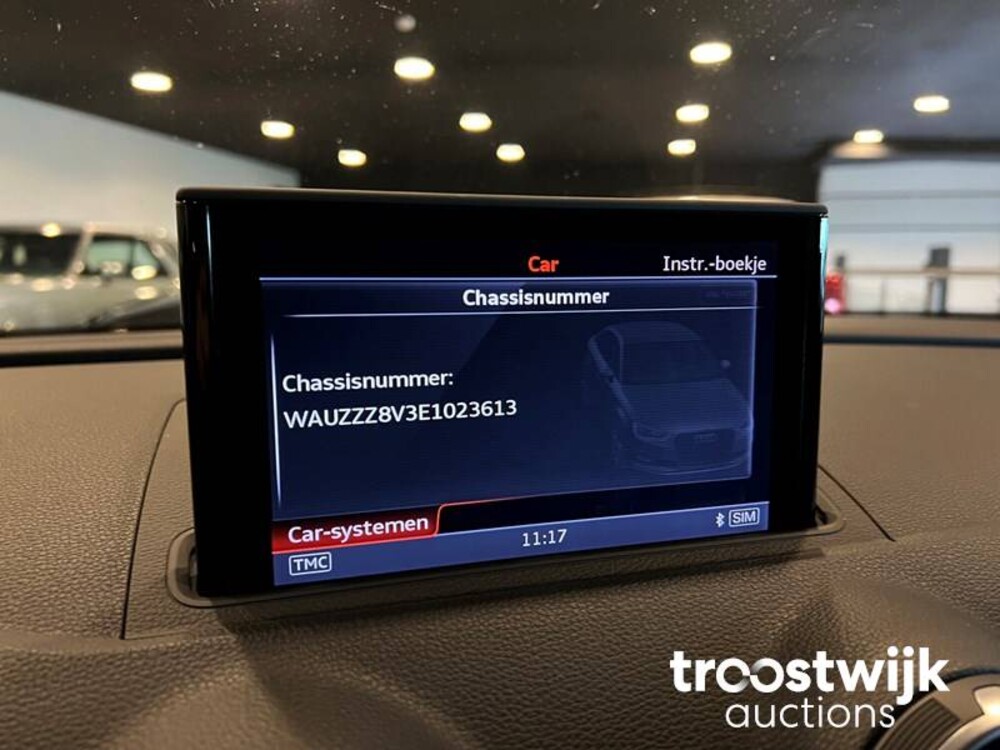 Car Instr.-boekje
Chassisnummer
Chassisnummer:
WAUZZZ8V3E1023613
Car-systemen
11:17
SIM
TMC
troostwijk
auctions